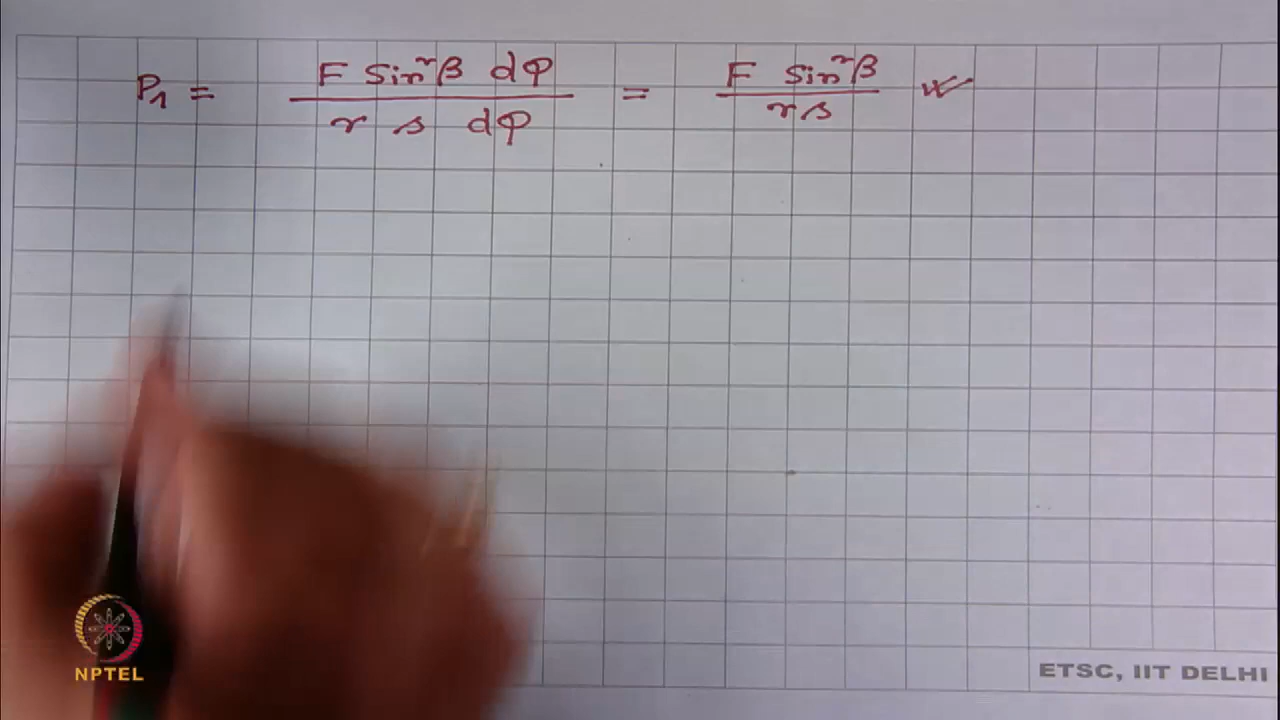 P₁ = F Sin²β dφ / r s dφ = F Sin²β / r s
NPTEL
ETSC, IIT DELHI